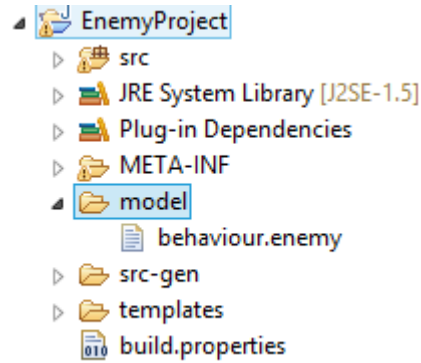 EnemyProject
src
JRE System Library [J2SE-1.5]
Plug-in Dependencies
META-INF
model
behaviour.enemy
src-gen
templates
010
build.properties